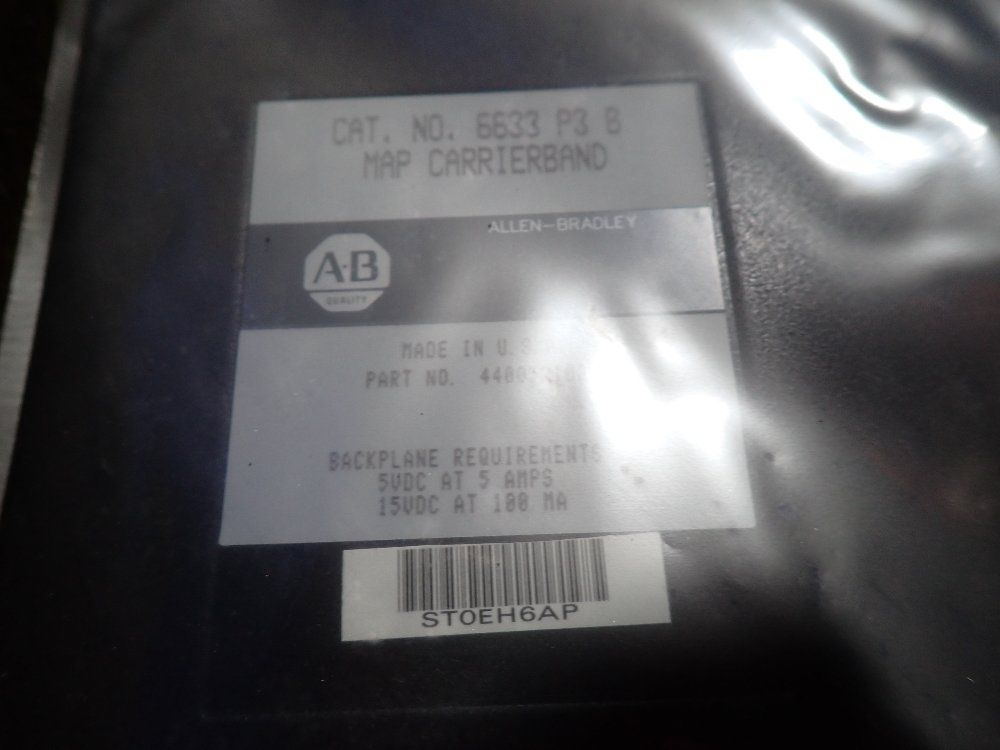 CAT. NO. 6633 P3 B
MAP CARRIERBAND
ALLEN-BRADLEY
A·B
QUALITY
MADE IN
PART NO.
BACKPLANE REQUIREMENTS
5VDC AT 5 AMPS
15VDC AT 100 MA
ST0EH6AP